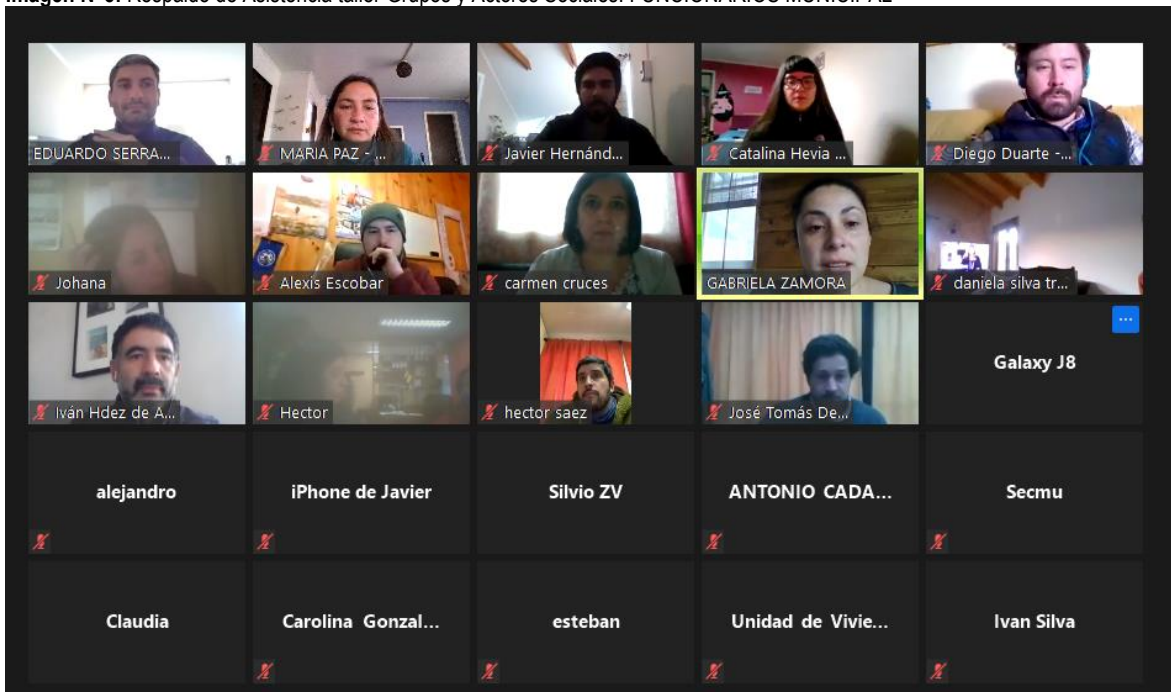 Imagen N°6: Respaldo de Asistencia taller Grupos y Actores Sociales: FUNCIONARIOS MUNICIPAL
EDUARDO SERRA...
MARIA PAZ - ...
Javier Hernánd...
Catalina Hevia ...
Diego Duarte -...
Johana
Alexis Escobar
carmen cruces
GABRIELA ZAMORA
daniela silva tr...
Iván Hdez de A...
Hector
hector saez
José Tomás De...
Galaxy J8
alejandro
iPhone de Javier
Silvio ZV
ANTONIO CADA...
Secmu
Claudia
Carolina Gonzal...
esteban
Unidad de Vivie...
Ivan Silva